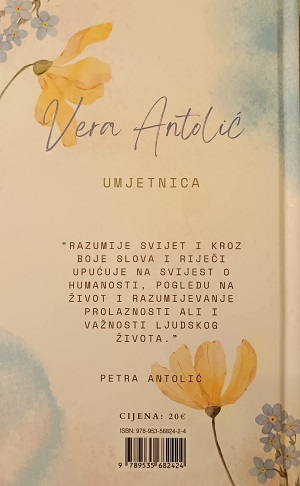 Vera Antolić
UMJETNICA
"RAZUMIJE SVIJET I KROZ
BOJE SLOVA I RIJEČI
UPUĆUJE NA SVIJEST O
HUMANOSTI, POGLEDU NA
ŽIVOT I RAZUMIJEVANJE
PROLAZNOSTI ALI I
VAŽNOSTI LJUDSKOG
ŽIVOTA."
PETRA ANTOLIĆ
CIJENA: 20€
ISBN: 978-953-56824-2-4
9 789535 682424